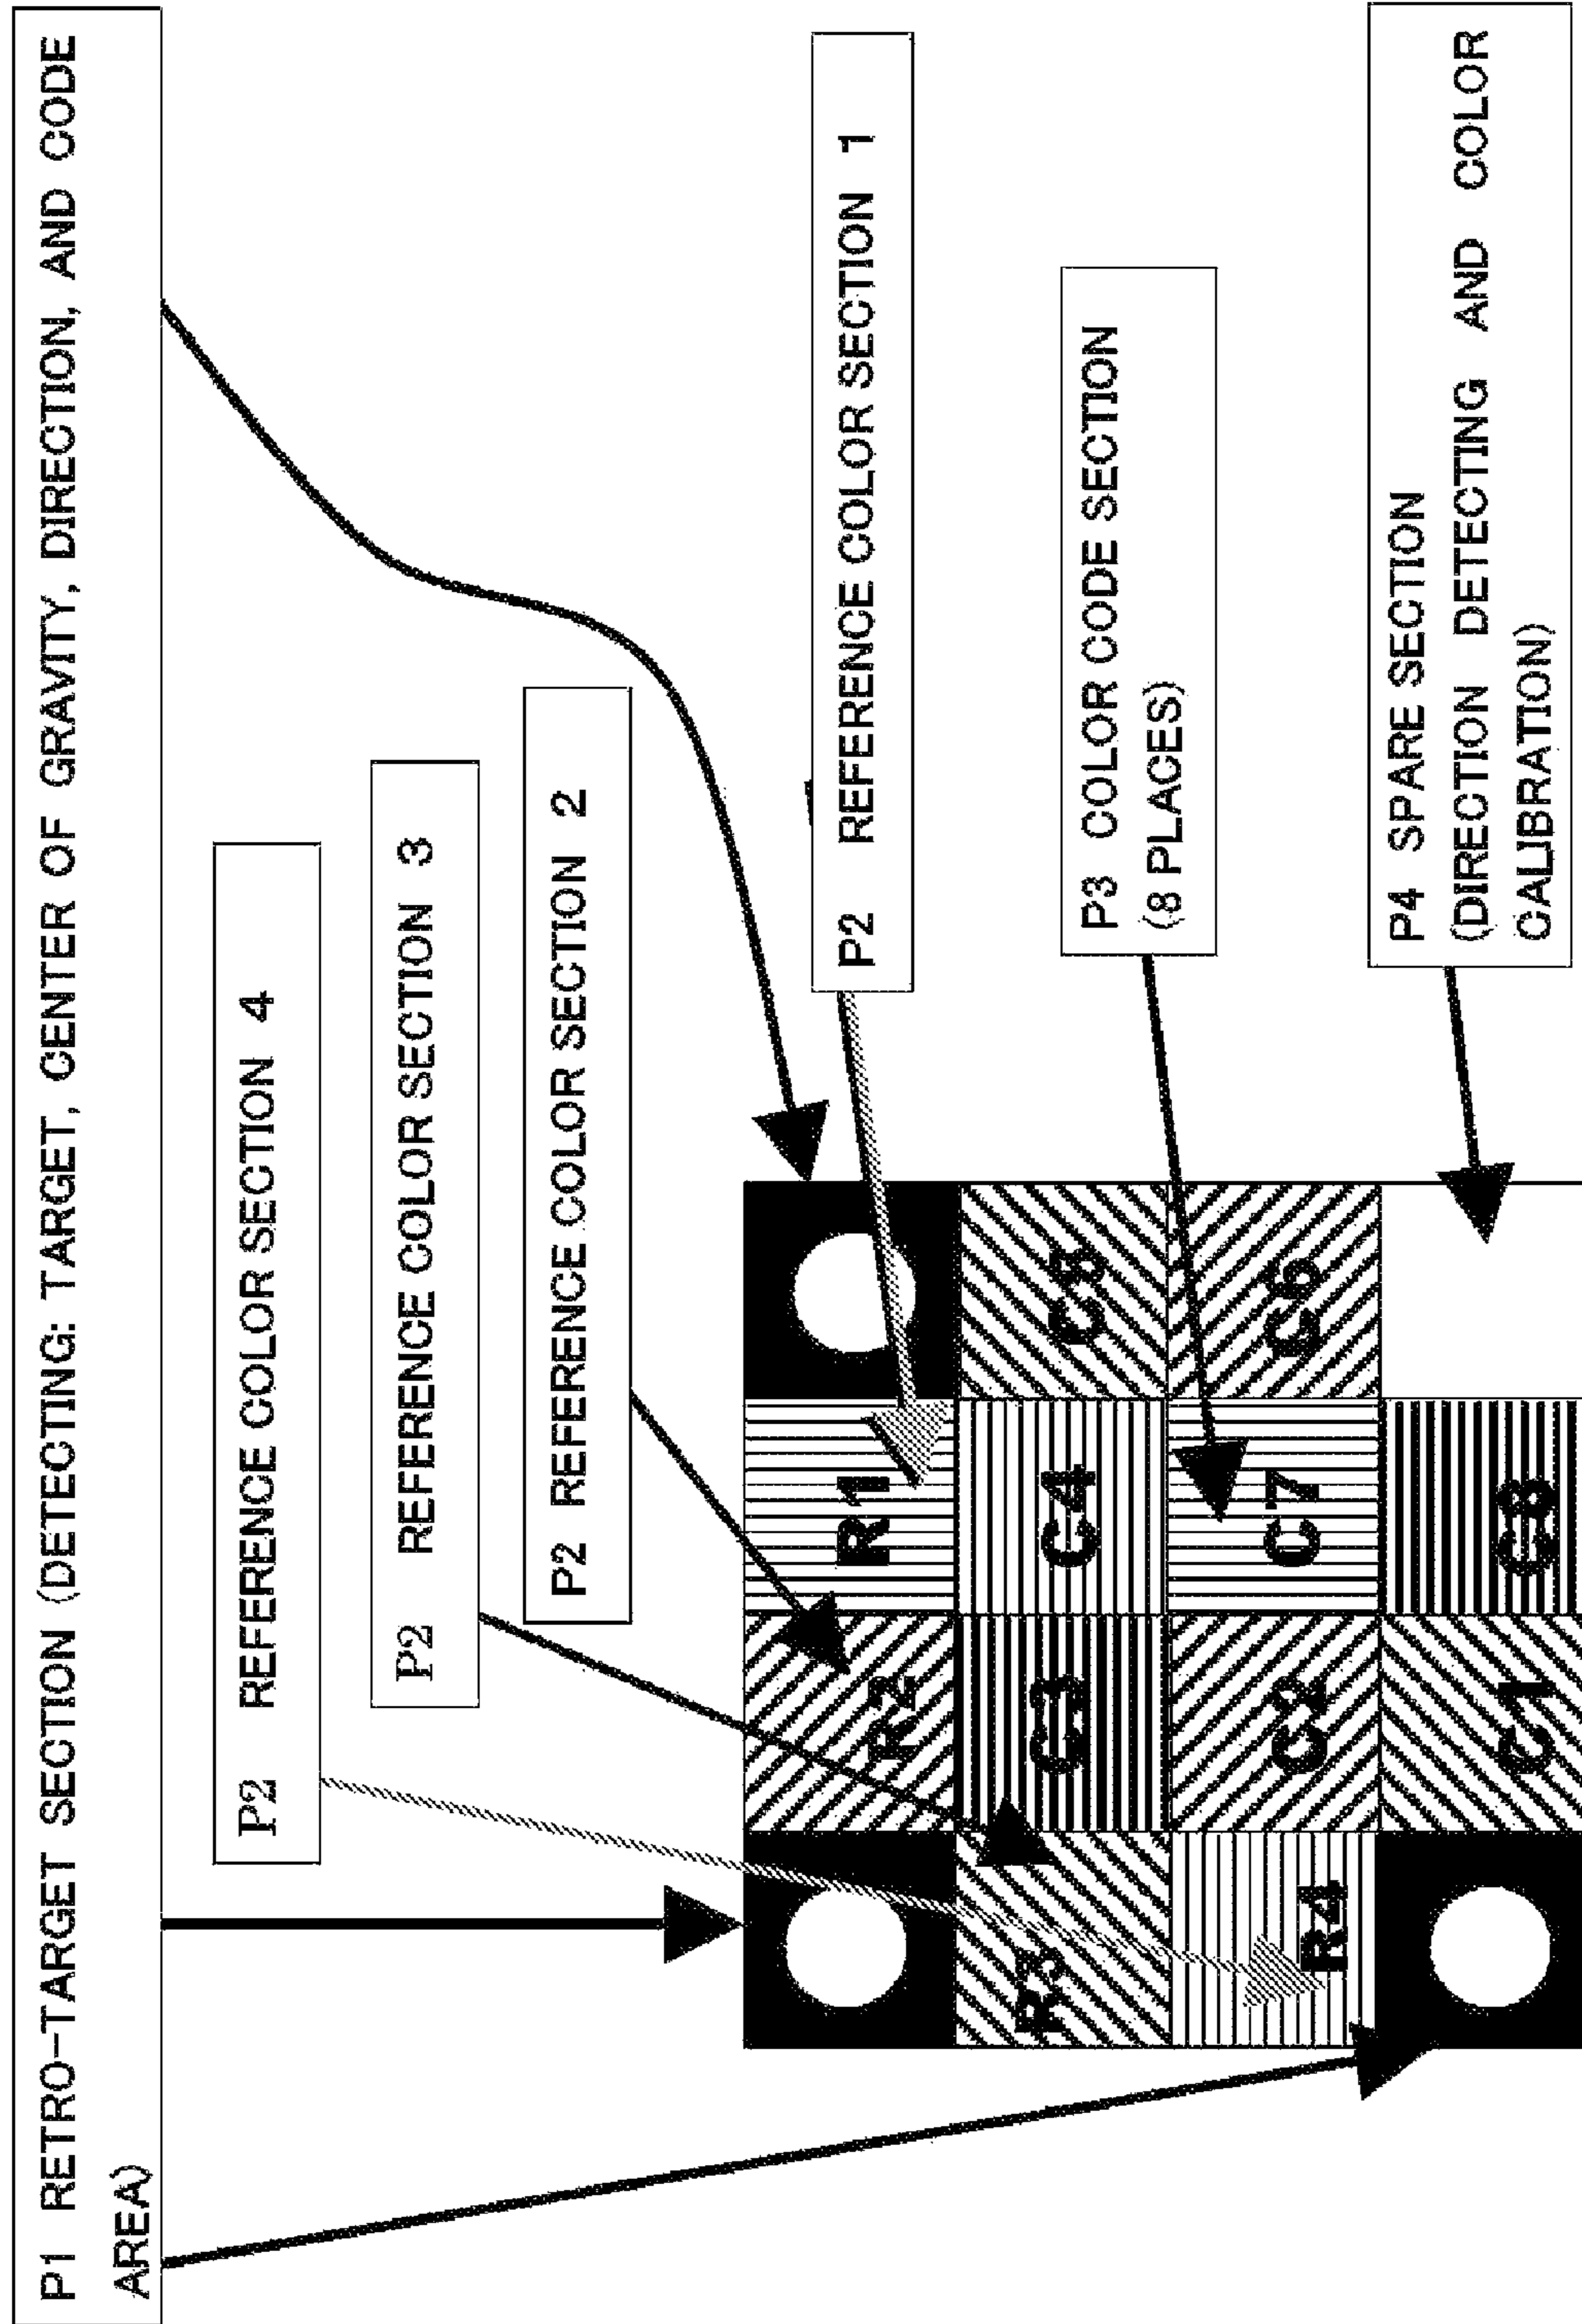 P1 RETRO-TARGET SECTION (DETECTING: TARGET, CENTER OF GRAVITY, DIRECTION, AND CODE
AREA)
P2 REFERENCE COLOR SECTION 4
P2 REFERENCE COLOR SECTION 3
P2 REFERENCE COLOR SECTION 2
P2 REFERENCE COLOR SECTION 1
P3 COLOR CODE SECTION
(8 PLACES)
P4 SPARE SECTION
(DIRECTION DETECTING AND COLOR
CALIBRATION)
R2 R1
R3 C3 C4 C5
R4 C2 C7 C6
C1 C8